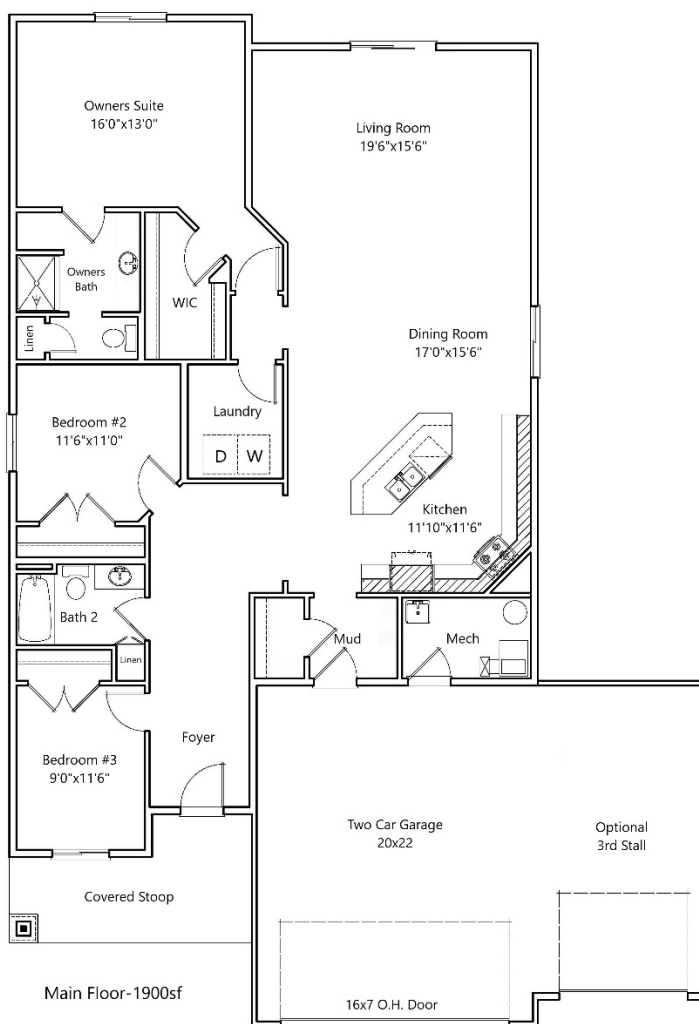 Owners Suite
16'0"x13'0"
Living Room
19'6"x15'6"
Owners
Bath
WIC
Linen
Dining Room
17'0"x15'6"
Bedroom #2
11'6"x11'0"
Laundry
D W
Kitchen
11'10"x11'6"
Bath 2
Linen
Mud
Mech
Foyer
Bedroom #3
9'0"x11'6"
Two Car Garage
20x22
Optional
3rd Stall
Covered Stoop
Main Floor-1900sf
16x7 O.H. Door